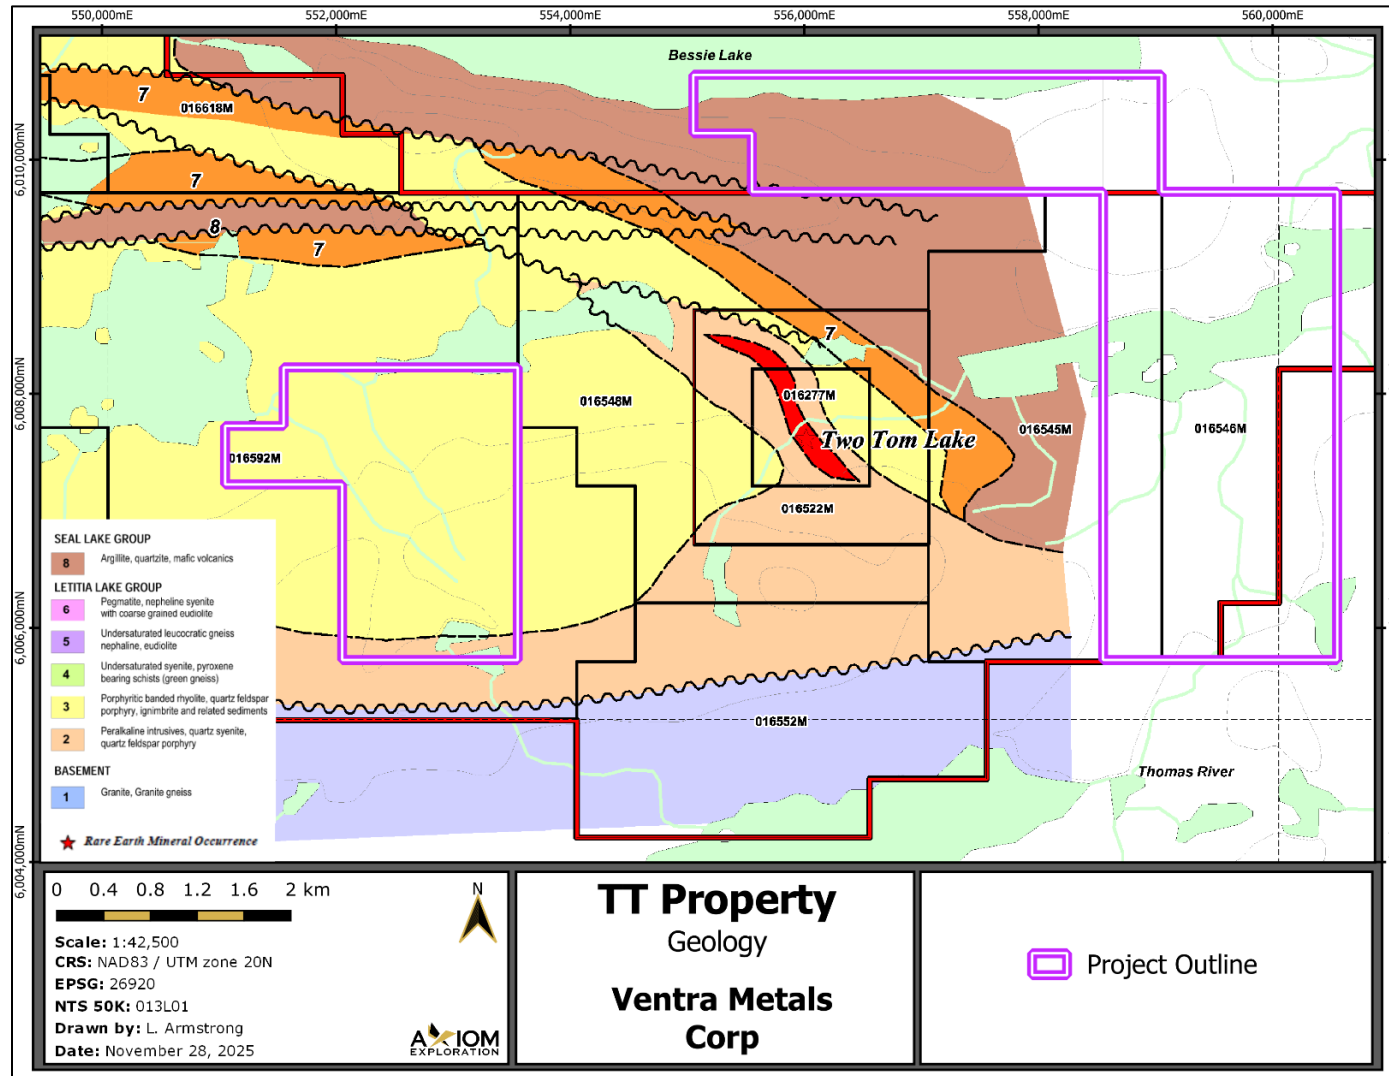 550,000mE 552,000mE 554,000mE 556,000mE 558,000mE 560,000mE
Bessie Lake
7
016618M
6,010,000mN
7
8
7
7
016277M
016548M
6,008,000mN
Two Tom Lake
016545M
016546M
016592M
016522M
6,006,000mN
016552M
Thomas River
6,004,000mN
SEAL LAKE GROUP
8 Argillite, quartzite, mafic volcanics
LETITIA LAKE GROUP
6 Pegmatite, nepheline syenite
with coarse grained eudiolite
5 Undersaturated leucocratic gneiss
nephaline, eudiolite
4 Undersaturated syenite, pyroxene
bearing schists (green gneiss)
3 Porphyritic banded rhyolite, quartz feldspar
porphyry, ignimbrite and related sediments
2 Peralkaline intrusives, quartz syenite,
quartz feldspar porphyry
BASEMENT
1 Granite, Granite gneiss
Rare Earth Mineral Occurrence
0 0.4 0.8 1.2 1.6 2 km
N
Scale: 1:42,500
CRS: NAD83 / UTM zone 20N
EPSG: 26920
NTS 50K: 013L01
Drawn by: L. Armstrong
Date: November 28, 2025
AXIOM
EXPLORATION
TT Property
Geology
Ventra Metals
Corp
Project Outline